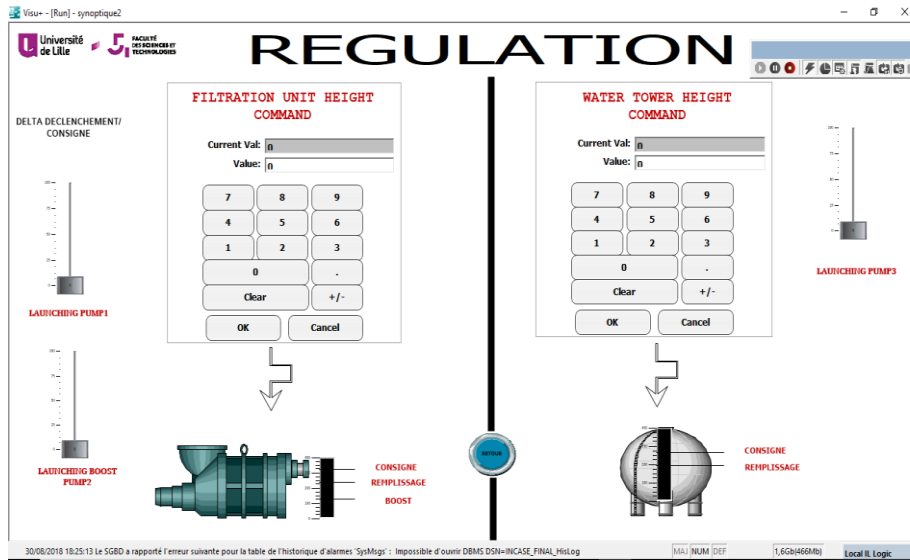 Visu+ - [Run] - synoptique2
Université
de Lille
FACULTÉ
DES SCIENCES ET
TECHNOLOGIES
REGULATION
DELTA DECLENCHEMENT/
CONSIGNE
LAUNCHING PUMP1
LAUNCHING BOOST
PUMP2
FILTRATION UNIT HEIGHT
COMMAND
Current Val: 0
Value: 0
7 8 9
4 5 6
1 2 3
0 .
Clear +/-
OK Cancel
CONSIGNE
REMPLISSAGE
BOOST
RETOUR
WATER TOWER HEIGHT
COMMAND
Current Val: 0
Value: 0
7 8 9
4 5 6
1 2 3
0 .
Clear +/-
OK Cancel
CONSIGNE
REMPLISSAGE
LAUNCHING PUMP3
30/08/2018 18:25:13 Le SGBD a rapporté l'erreur suivante pour la table de l'historique d'alarmes 'SysMsgs' : Impossible d'ouvrir DBMS DSN=INCASE_FINAL_HisLog
MAJ NUM DEF
1,6Gb(466Mb)
Local IL Logic